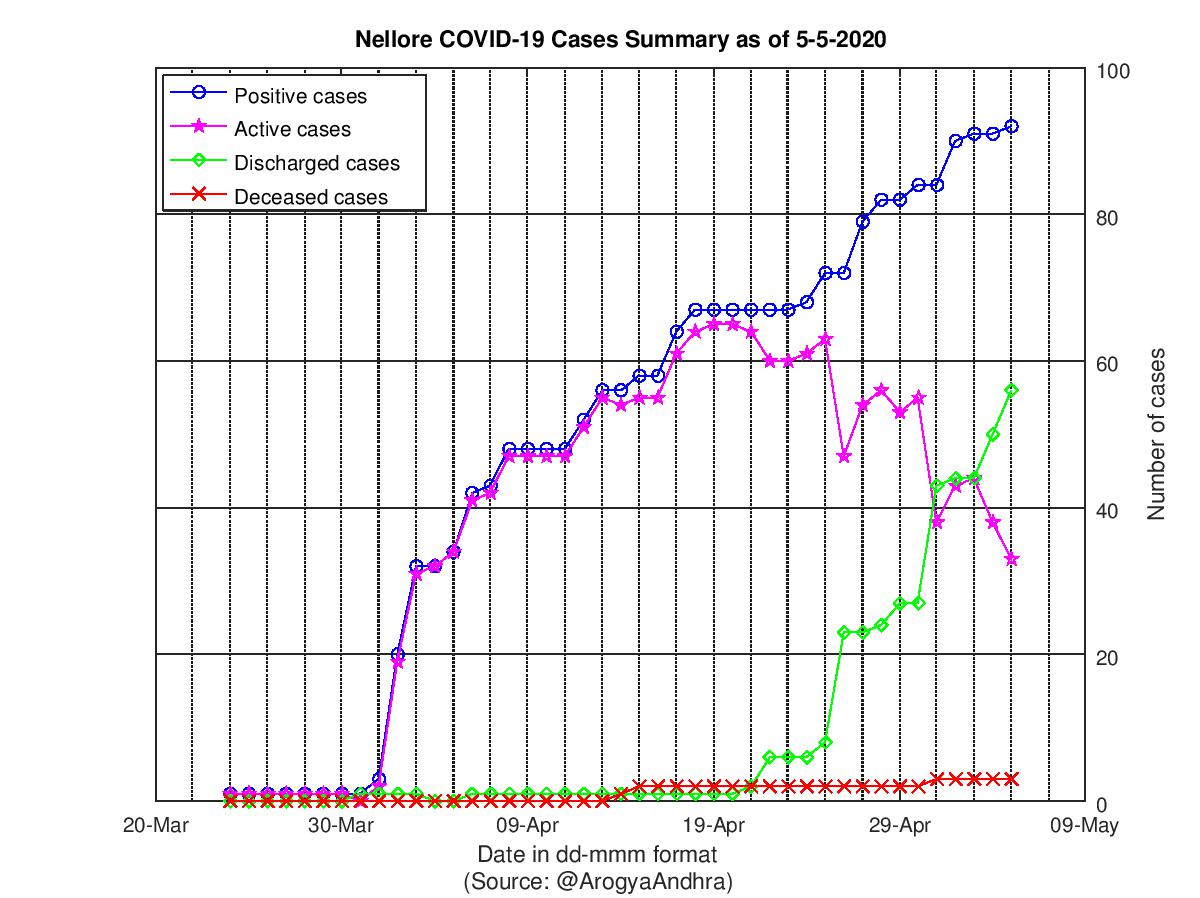 Nellore COVID-19 Cases Summary as of 5-5-2020
Positive cases
Active cases
Discharged cases
Deceased cases
100
80
60
40
20
0
Number of cases
20-Mar 30-Mar 09-Apr 19-Apr 29-Apr 09-May
Date in dd-mmm format
(Source: @ArogyaAndhra)